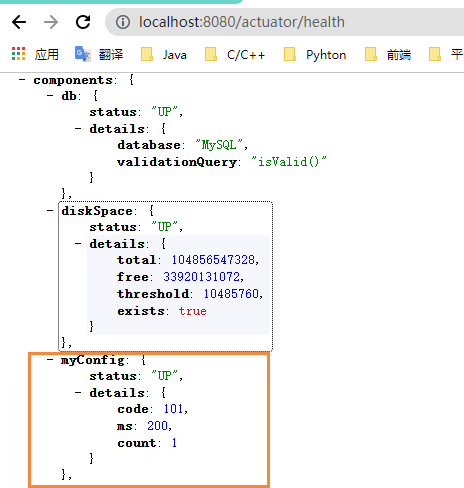 localhost:8080/actuator/health
应用 翻译 Java C/C++ Pyhton 前端 平
- components: {
- db: {
status: "UP",
- details: {
database: "MySQL",
validationQuery: "isValid()"
}
},
- diskSpace: {
status: "UP",
- details: {
total: 104856547328,
free: 33920131072,
threshold: 10485760,
exists: true
}
},
- myConfig: {
status: "UP",
- details: {
code: 101,
ms: 200,
count: 1
}
},